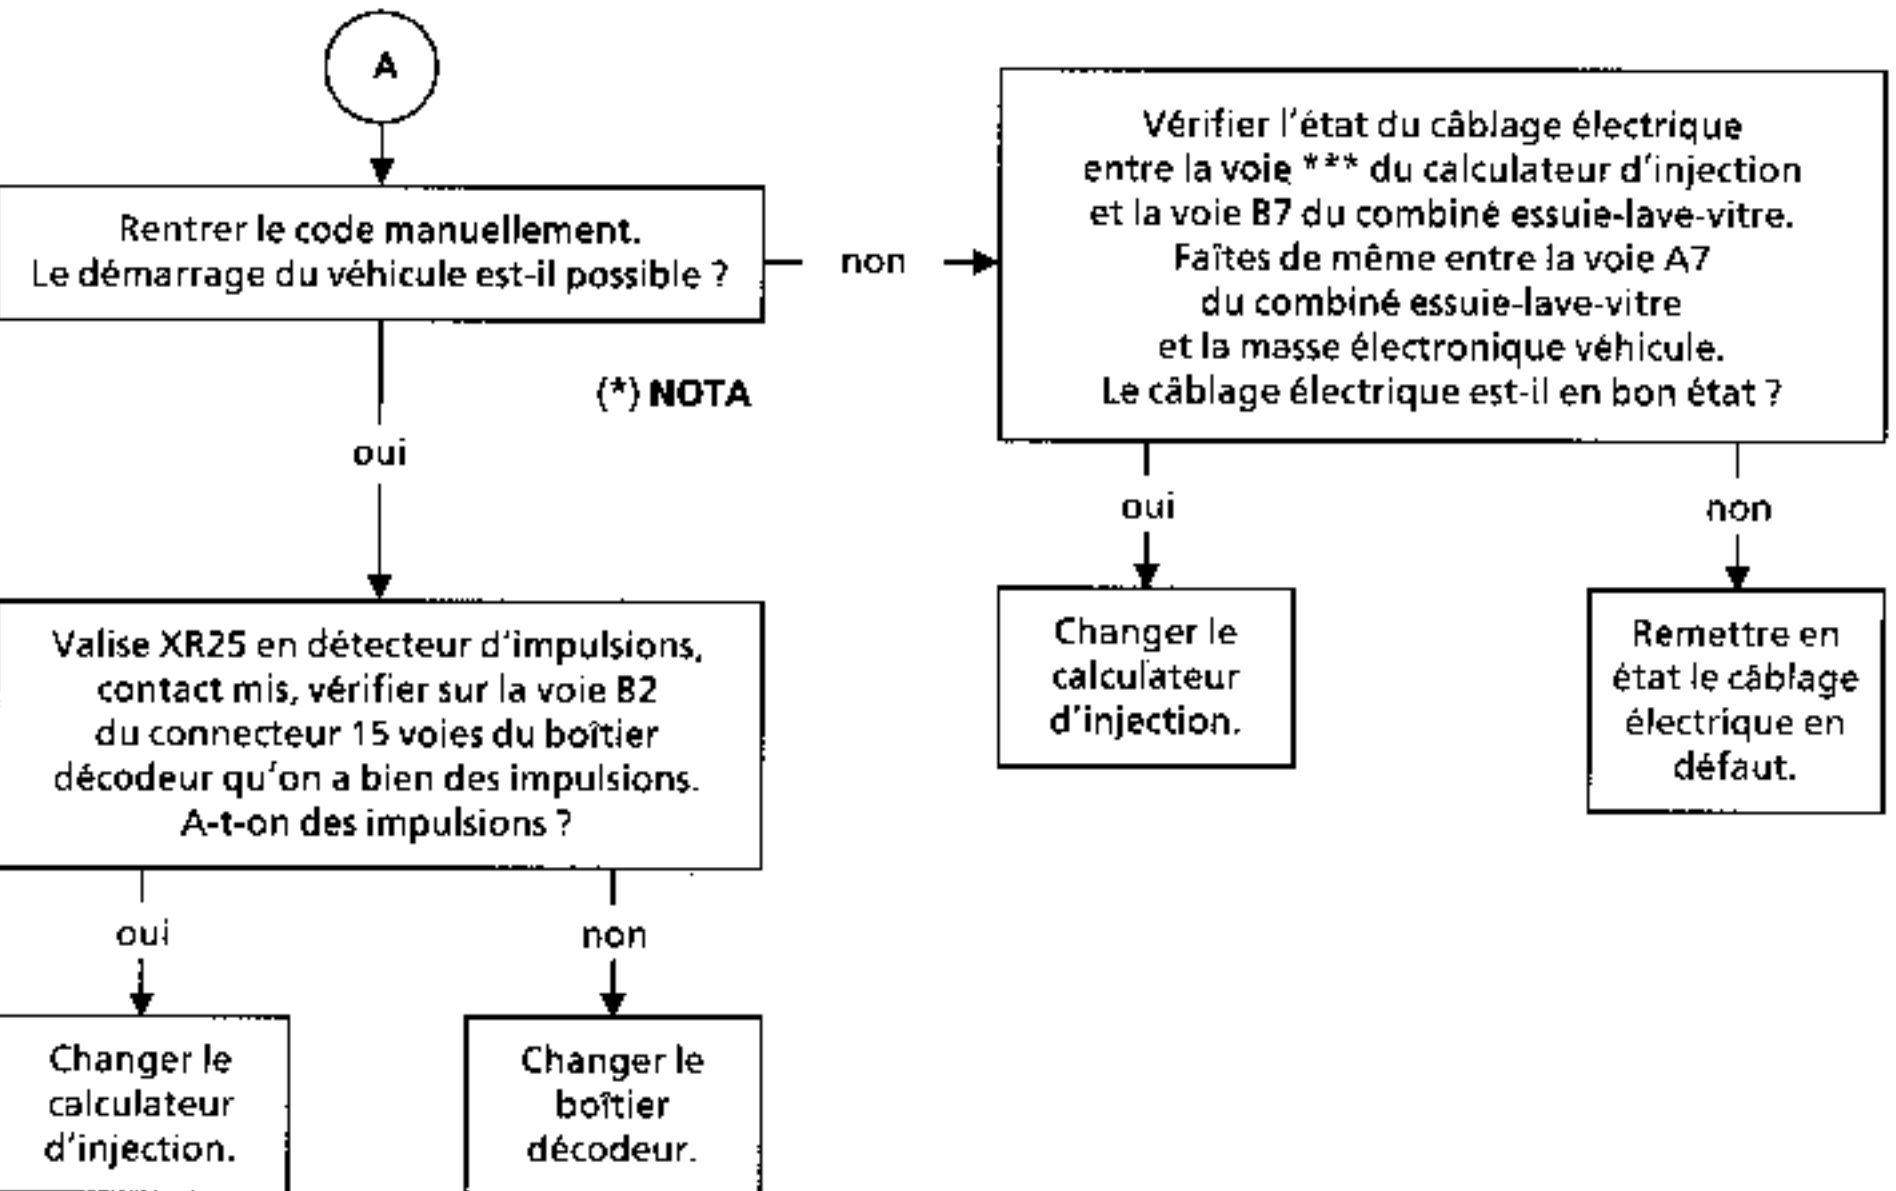 A
Rentrer le code manuellement.
Le démarrage du véhicule est-il possible ?
non
Vérifier l'état du câblage électrique
entre la voie *** du calculateur d'injection
et la voie B7 du combiné essuie-lave-vitre.
Faîtes de même entre la voie A7
du combiné essuie-lave-vitre
et la masse électronique véhicule.
Le câblage électrique est-il en bon état ?
(*) NOTA
oui
oui
non
Valise XR25 en détecteur d'impulsions,
contact mis, vérifier sur la voie B2
du connecteur 15 voies du boîtier
décodeur qu'on a bien des impulsions.
A-t-on des impulsions ?
Changer le
calculateur
d'injection.
Remettre en
état le câblage
électrique en
défaut.
oui
non
Changer le
calculateur
d'injection.
Changer le
boîtier
décodeur.